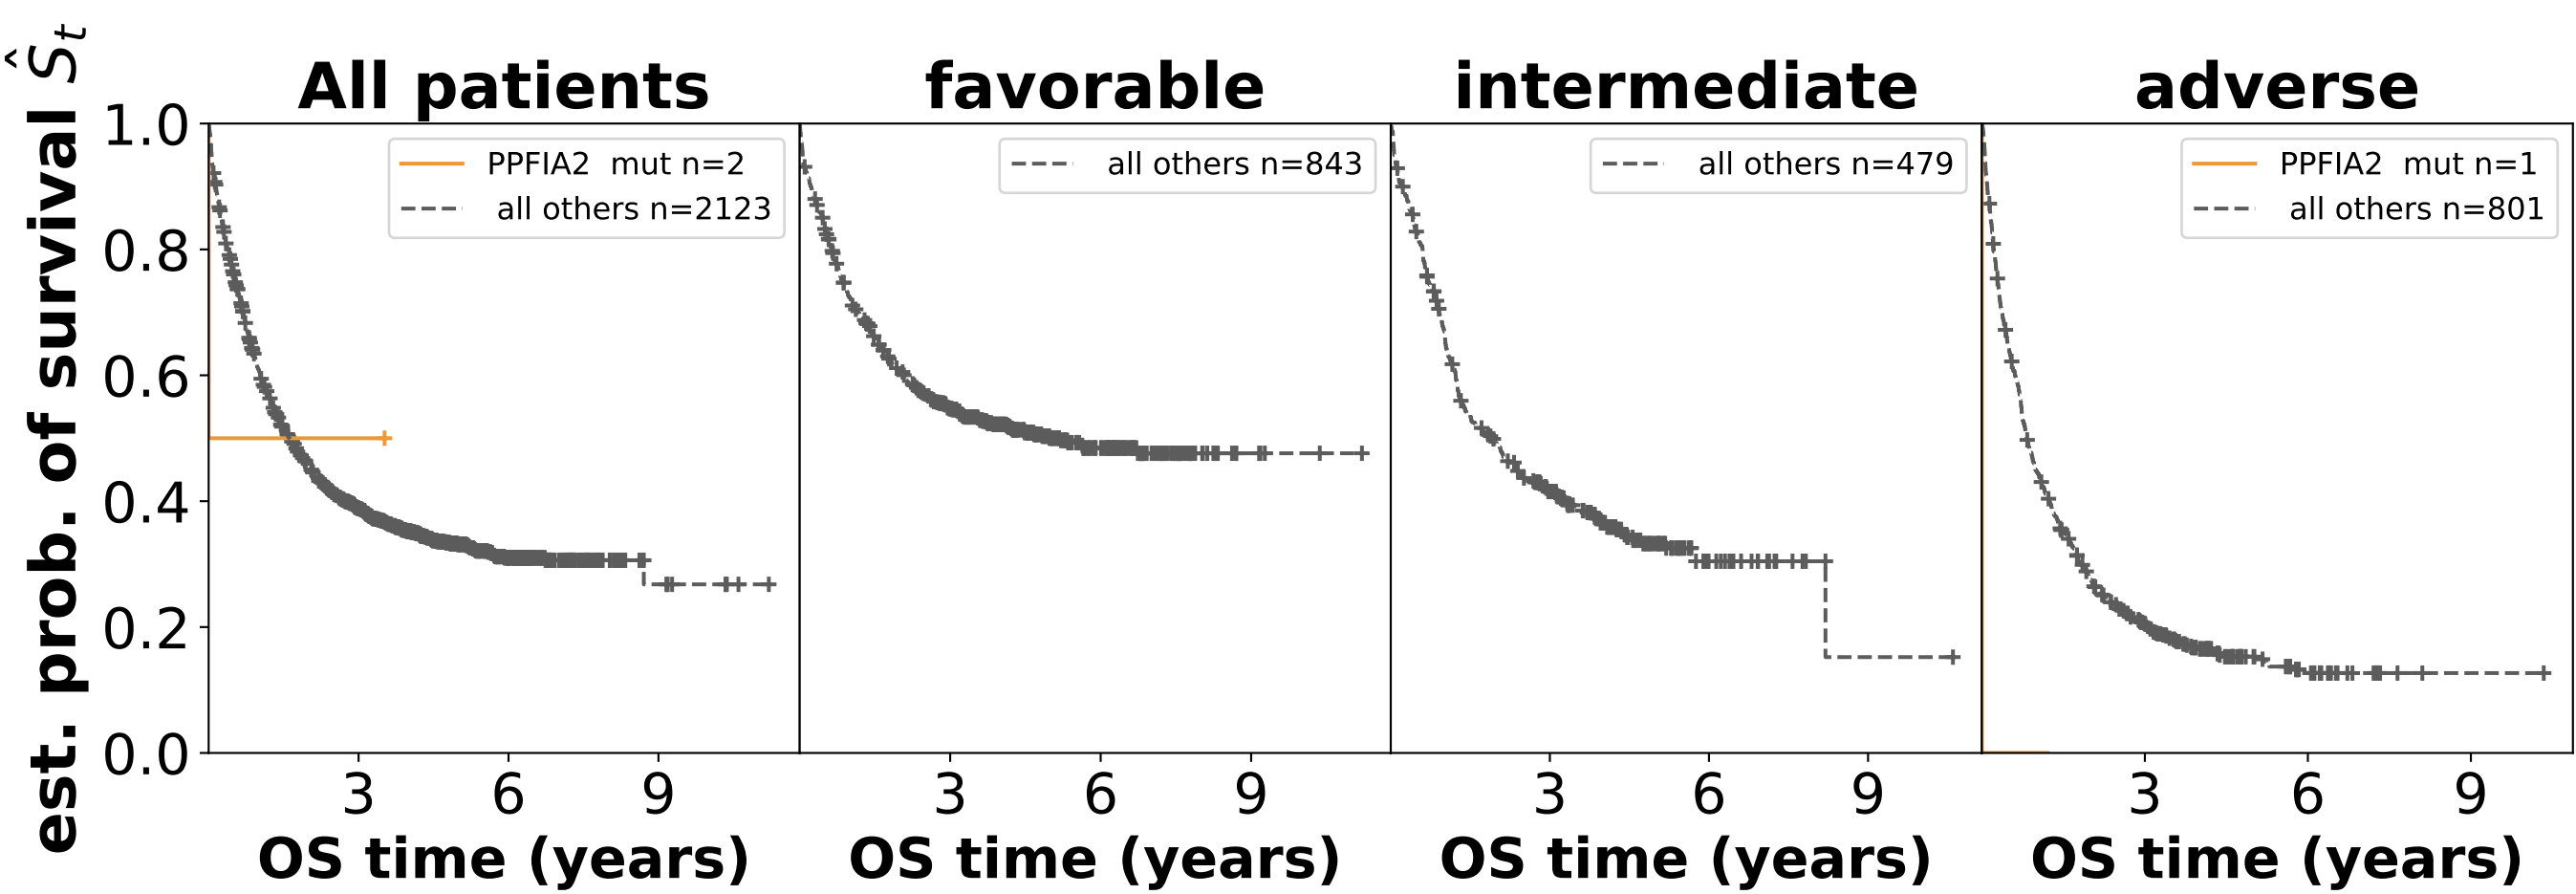 est. prob. of survival Ŝt
All patients
favorable
intermediate
adverse
1.0
0.8
0.6
0.4
0.2
0.0
PPFIA2 mut n=2
all others n=2123
all others n=843
all others n=479
PPFIA2 mut n=1
all others n=801
3 6 9
3 6 9
3 6 9
3 6 9
OS time (years)
OS time (years)
OS time (years)
OS time (years)